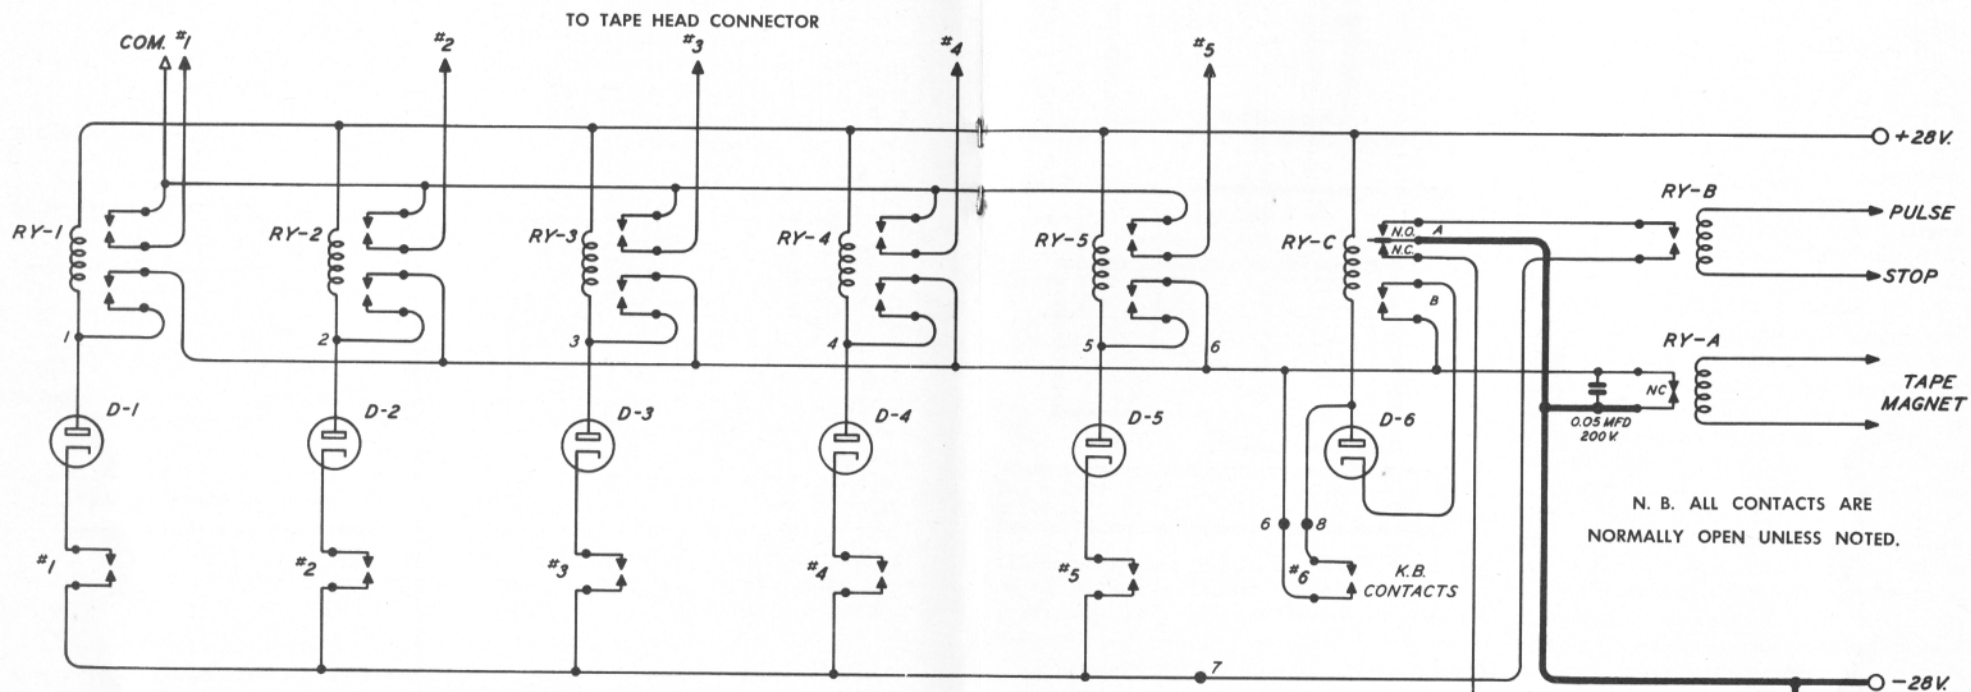 TO TAPE HEAD CONNECTOR
COM. #1
#2
#3
#4
#5
+28V.
RY-B
PULSE
STOP
RY-1
RY-2
RY-3
RY-4
RY-5
RY-C
N.O.
A
N.C.
B
1
2
3
4
5
6
RY-A
NC
TAPE
MAGNET
D-1
D-2
D-3
D-4
D-5
D-6
0.05 MFD
200 V.
N. B. ALL CONTACTS ARE
NORMALLY OPEN UNLESS NOTED.
6
8
#1
#2
#3
#4
#5
#6
K.B.
CONTACTS
7
-28V.